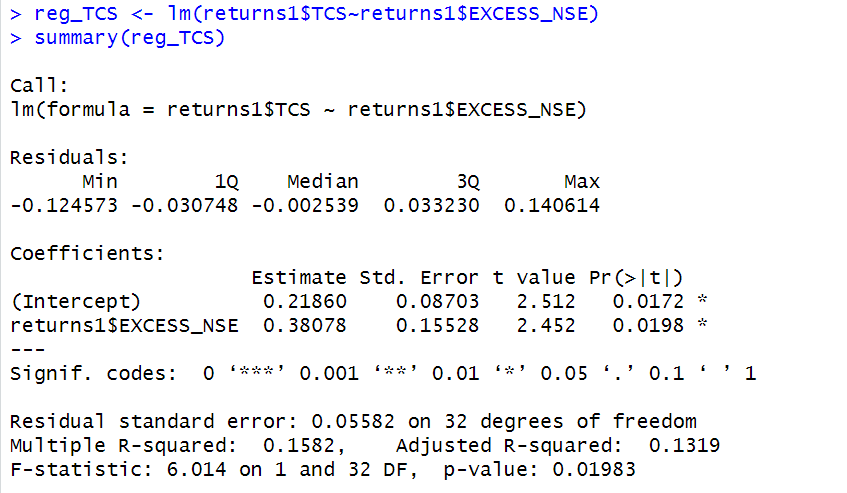 > reg_TCS <- lm(returns1$TCS~returns1$EXCESS_NSE)
> summary(reg_TCS)
Call:
lm(formula = returns1$TCS ~ returns1$EXCESS_NSE)
Residuals:
      Min        1Q    Median        3Q       Max
-0.124573 -0.030748 -0.002539  0.033230  0.140614
Coefficients:
                    Estimate Std. Error t value Pr(>|t|)
(Intercept)          0.21860    0.08703   2.512   0.0172 *
returns1$EXCESS_NSE  0.38078    0.15528   2.452   0.0198 *
---
Signif. codes:  0 ‘***’ 0.001 ‘**’ 0.01 ‘*’ 0.05 ‘.’ 0.1 ‘ ’ 1
Residual standard error: 0.05582 on 32 degrees of freedom
Multiple R-squared:  0.1582,    Adjusted R-squared:  0.1319
F-statistic: 6.014 on 1 and 32 DF,  p-value: 0.01983